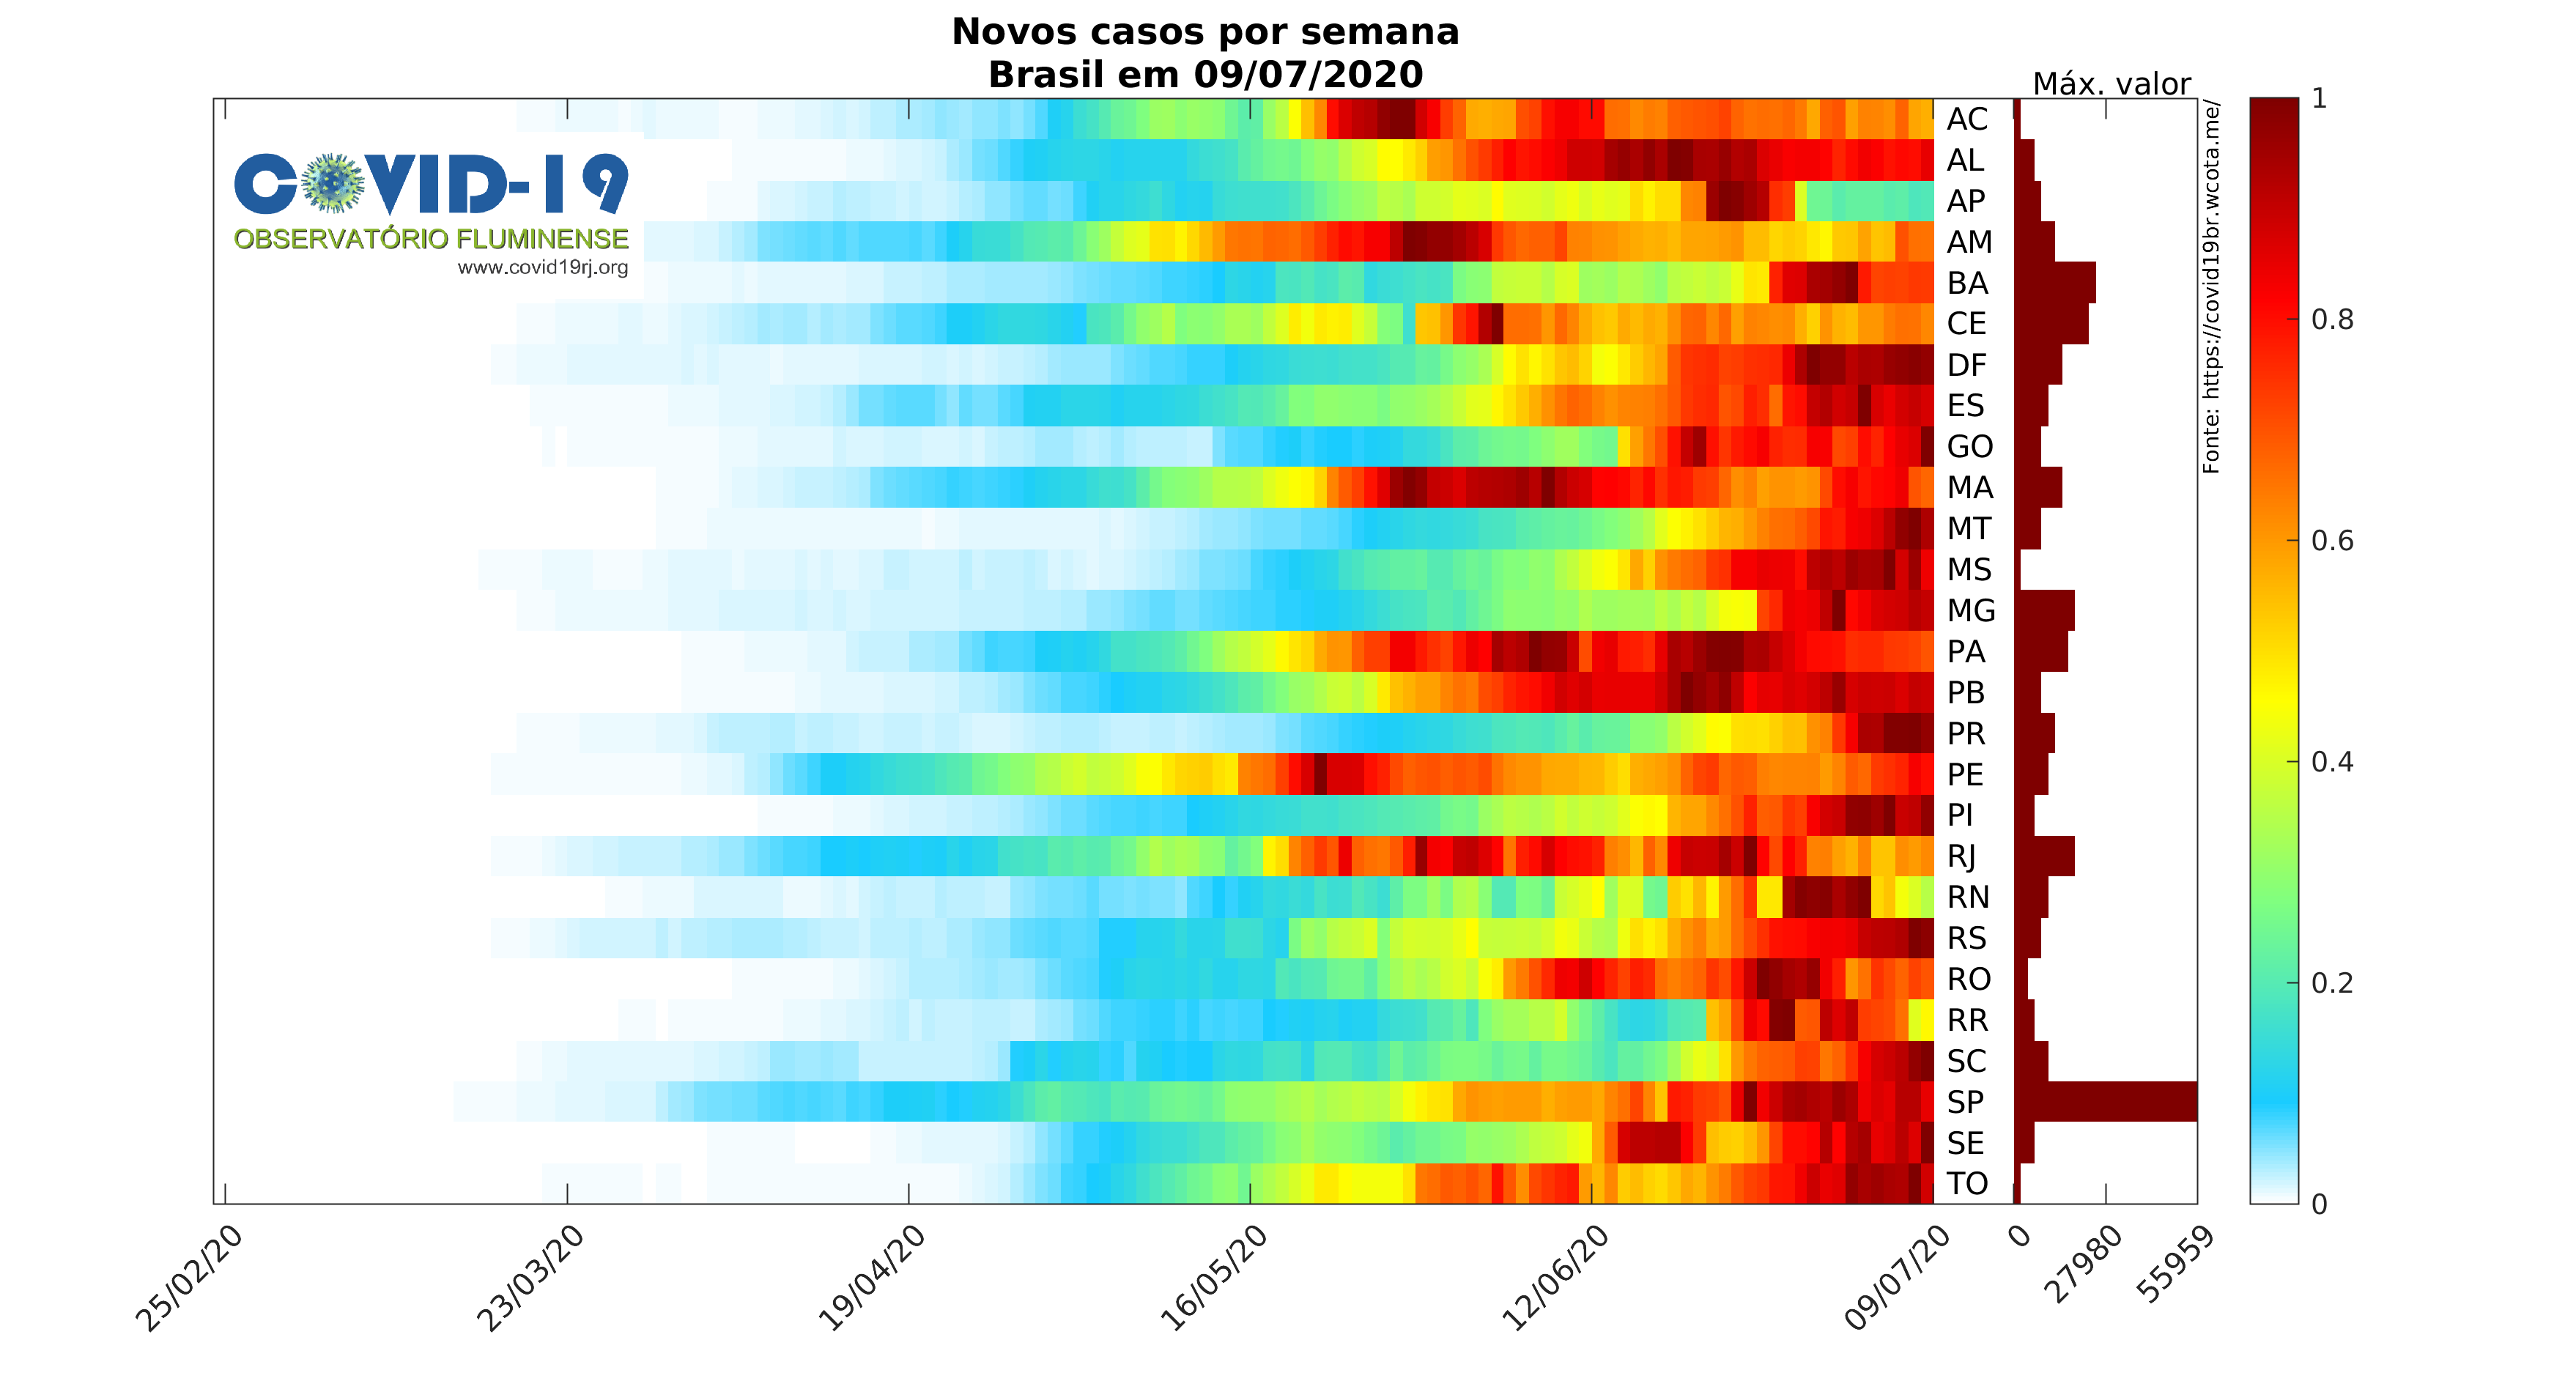 Novos casos por semana
Brasil em 09/07/2020
Máx. valor
COVID-19
OBSERVATÓRIO FLUMINENSE
www.covid19rj.org
AC
AL
AP
AM
BA
CE
DF
ES
GO
MA
MT
MS
MG
PA
PB
PR
PE
PI
RJ
RN
RS
RO
RR
SC
SP
SE
TO
Fonte: https://covid19br.wcota.me/
1
0.8
0.6
0.4
0.2
0
25/02/20
23/03/20
19/04/20
16/05/20
12/06/20
09/07/20
0
27980
55959